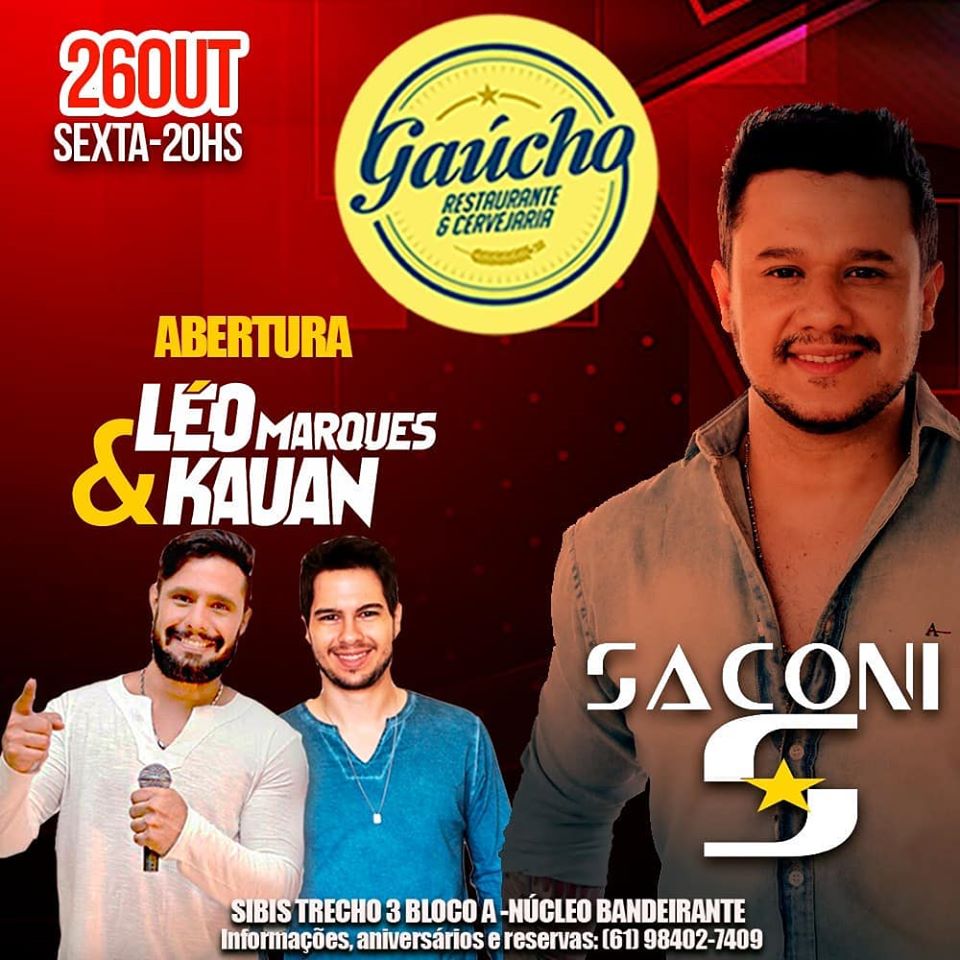 26OUT
SEXTA-20HS
Gaúcho
RESTAURANTE
& CERVEJARIA
ABERTURA
LÉO MARQUES
& KAUAN
SACONI
S
SIBIS TRECHO 3 BLOCO A -NÚCLEO BANDEIRANTE
Informações, aniversários e reservas: (61) 98402-7409